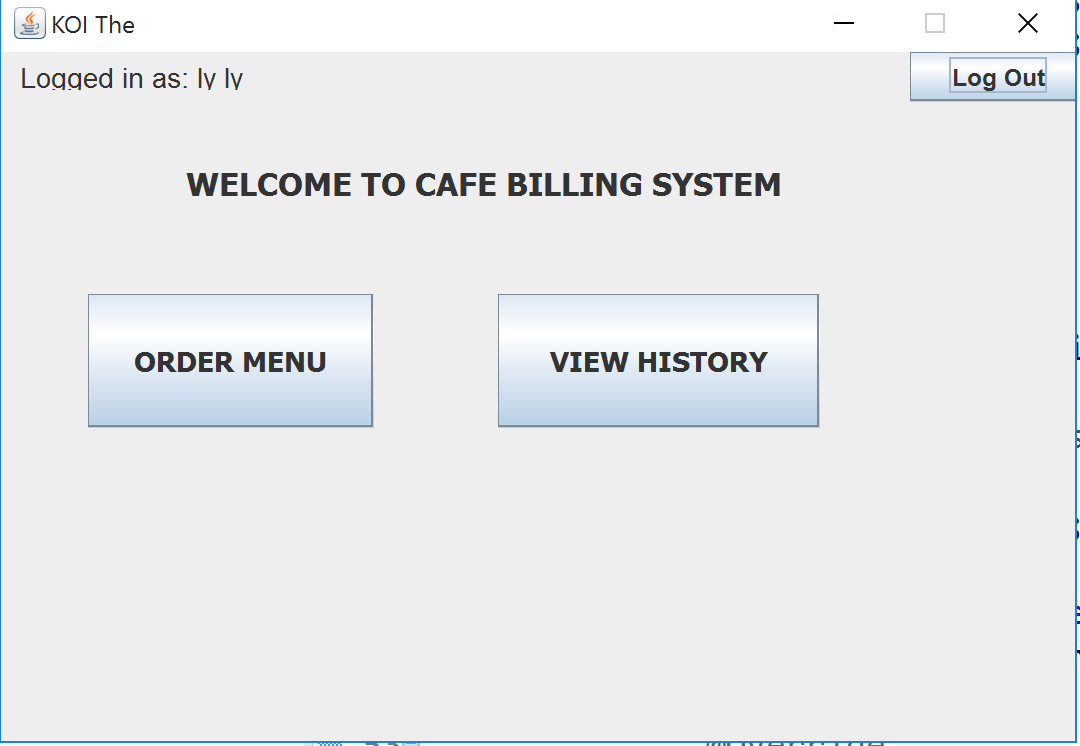 KOI The
Logged in as: ly ly
Log Out
WELCOME TO CAFE BILLING SYSTEM
ORDER MENU
VIEW HISTORY